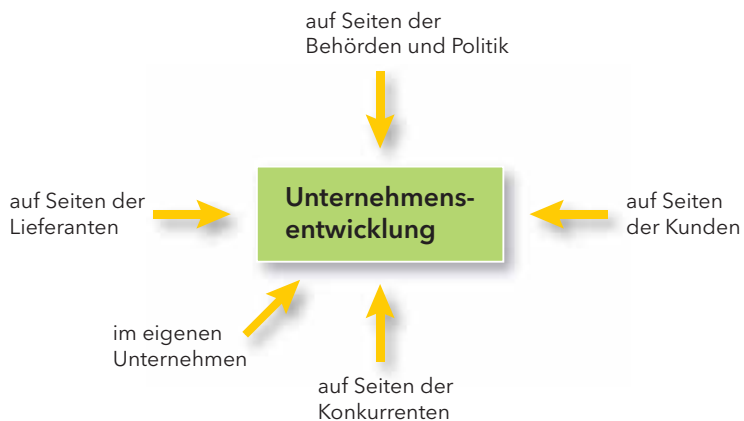 auf Seiten der
Behörden und Politik
auf Seiten der
Lieferanten
Unternehmens-
entwicklung
auf Seiten
der Kunden
im eigenen
Unternehmen
auf Seiten der
Konkurrenten